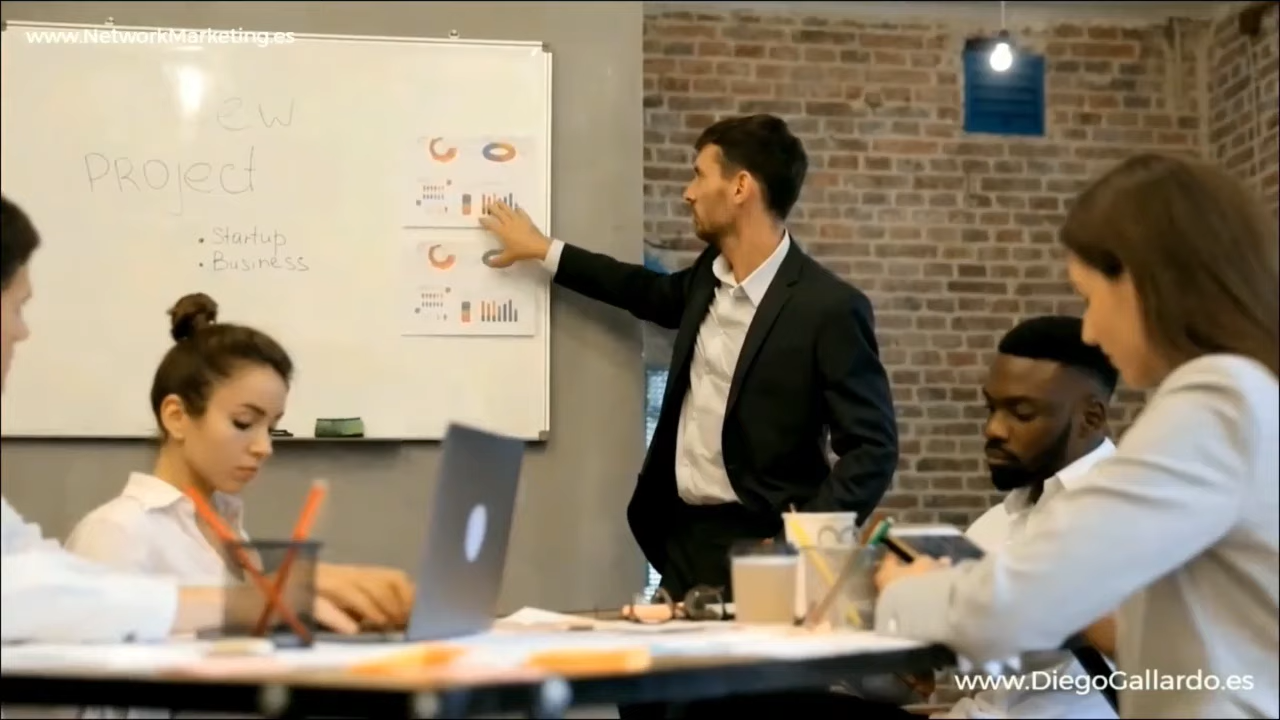 www.NetworkMarketing.es
ew
PROJect
• Startup
• Business
www.DiegoGallardo.es